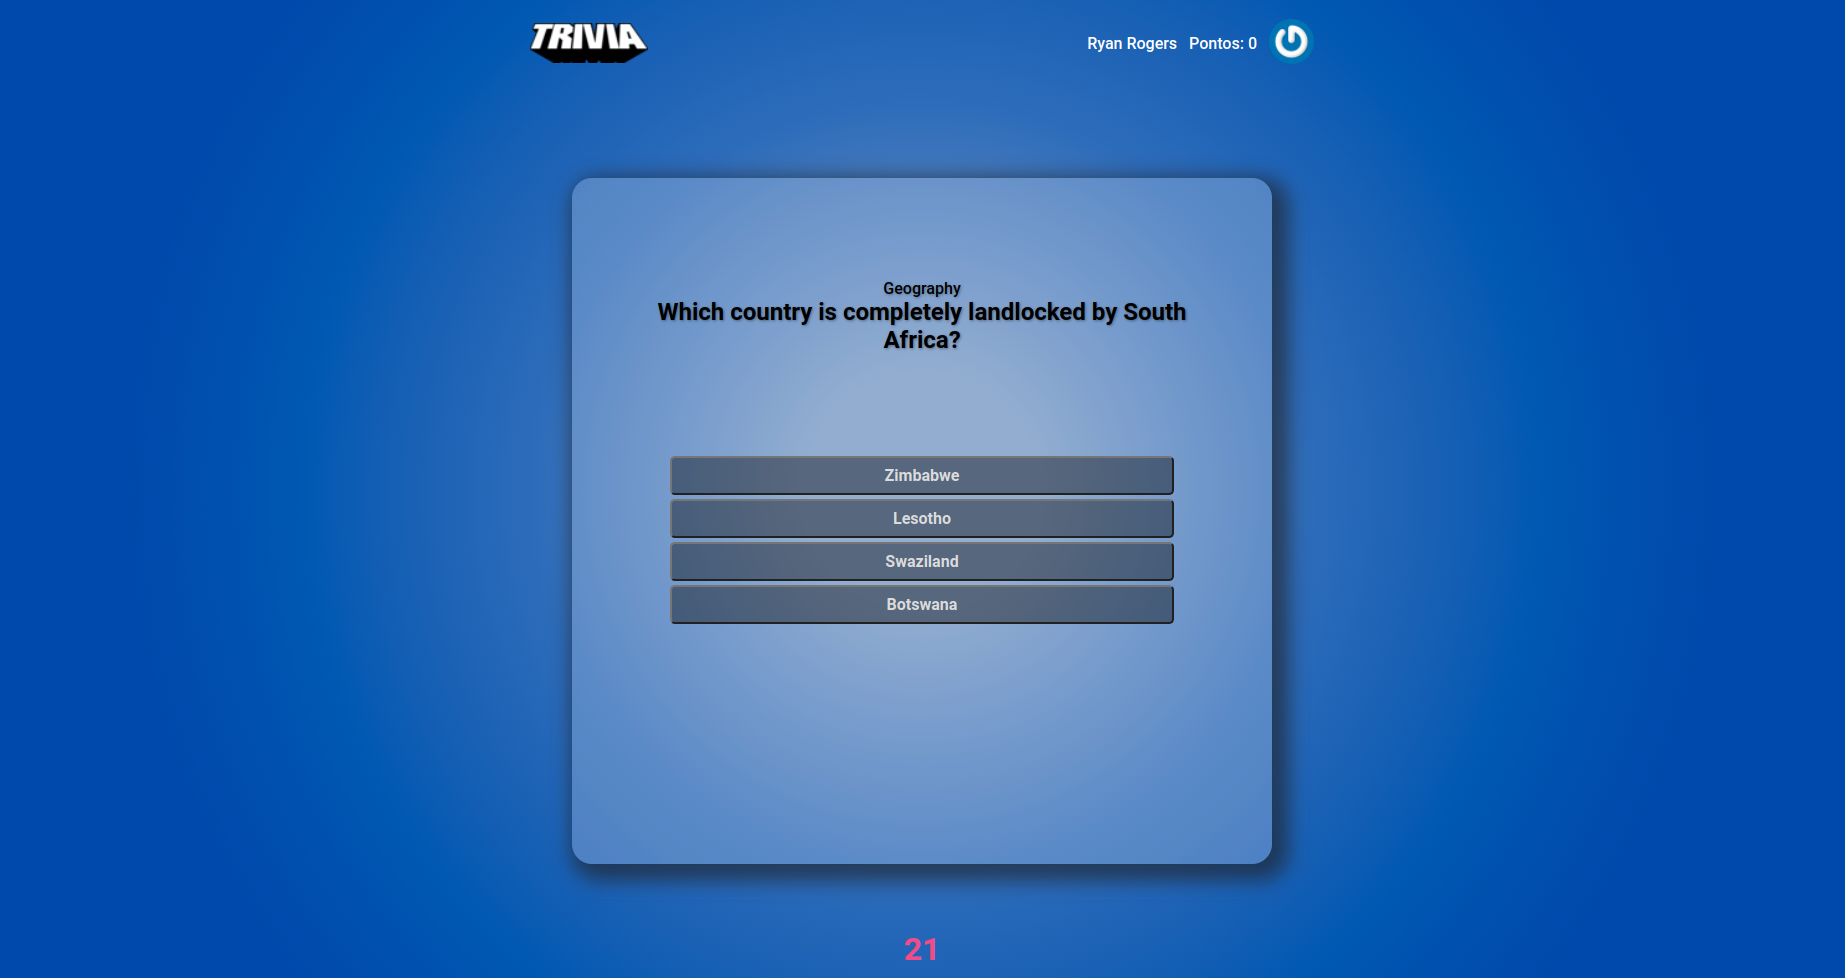 TRIVIA
Ryan Rogers Pontos: 0
Geography
Which country is completely landlocked by South
Africa?
Zimbabwe
Lesotho
Swaziland
Botswana
21